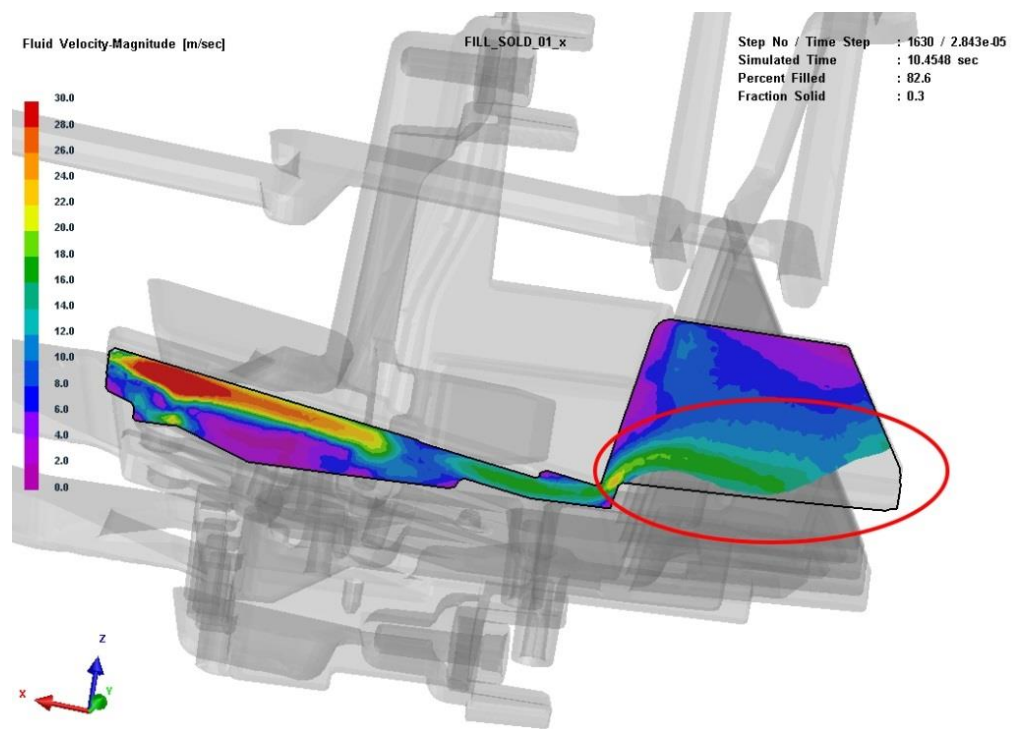 Fluid Velocity-Magnitude [m/sec]
FILL_SOLD_01_x
Step No / Time Step : 1630 / 2.843e-05
Simulated Time : 10.4548 sec
Percent Filled : 82.6
Fraction Solid : 0.3
30.0
28.0
26.0
24.0
22.0
20.0
18.0
16.0
14.0
12.0
10.0
8.0
6.0
4.0
2.0
0.0
Z
X
Y